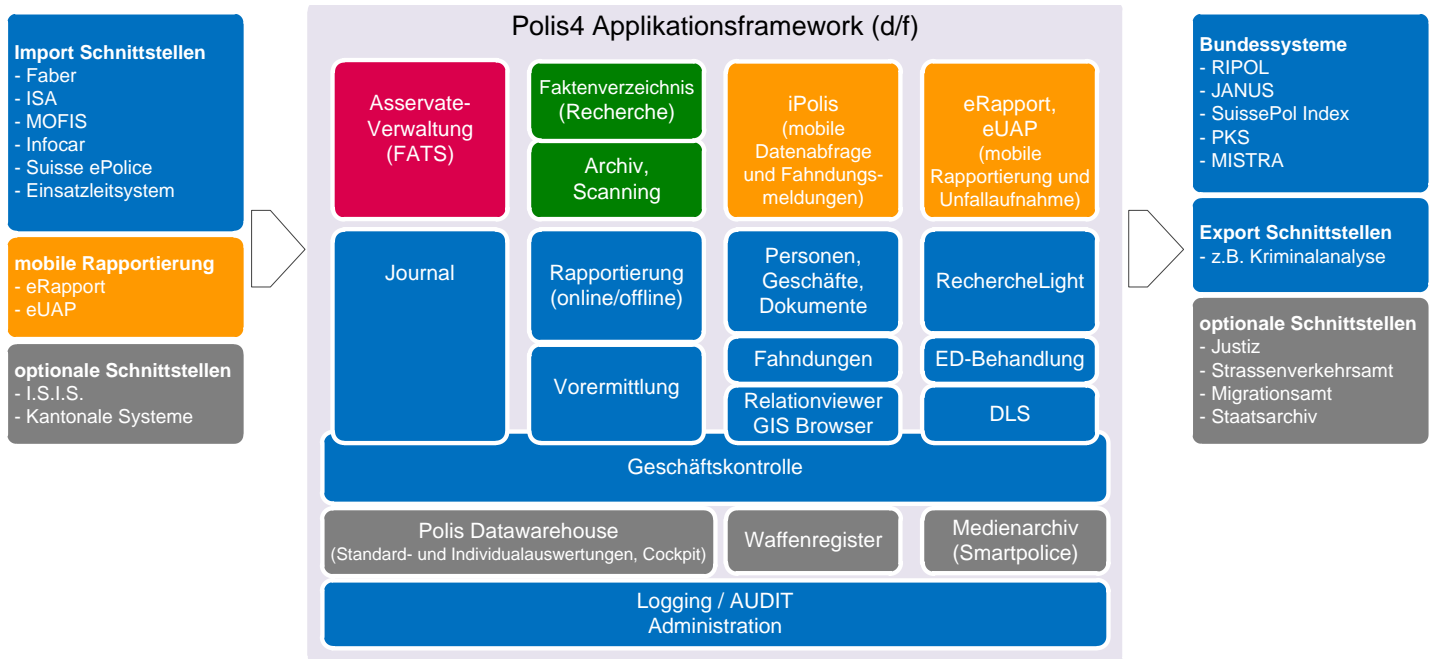 Polis4 Applikationsframework (d/f)
Import Schnittstellen
- Faber
- ISA
- MOFIS
- Infocar
- Suisse ePolice
- Einsatzleitsystem
mobile Rapportierung
- eRapport
- eUAP
optionale Schnittstellen
- I.S.I.S.
- Kantonale Systeme
Asservate-
Verwaltung
(FATS)
Faktenverzeichnis
(Recherche)
Archiv,
Scanning
iPolis
(mobile
Datenabfrage
und Fahndungs-
meldungen)
eRapport,
eUAP
(mobile
Rapportierung und
Unfallaufnahme)
Journal
Rapportierung
(online/offline)
Vorermittlung
Personen,
Geschäfte,
Dokumente
Fahndungen
Relationviewer
GIS Browser
RechercheLight
ED-Behandlung
DLS
Geschäftskontrolle
Polis Datawarehouse
(Standard- und Individualauswertungen, Cockpit)
Waffenregister
Medienarchiv
(Smartpolice)
Logging / AUDIT
Administration
Bundessysteme
- RIPOL
- JANUS
- SuissePol Index
- PKS
- MISTRA
Export Schnittstellen
- z.B. Kriminalanalyse
optionale Schnittstellen
- Justiz
- Strassenverkehrsamt
- Migrationsamt
- Staatsarchiv